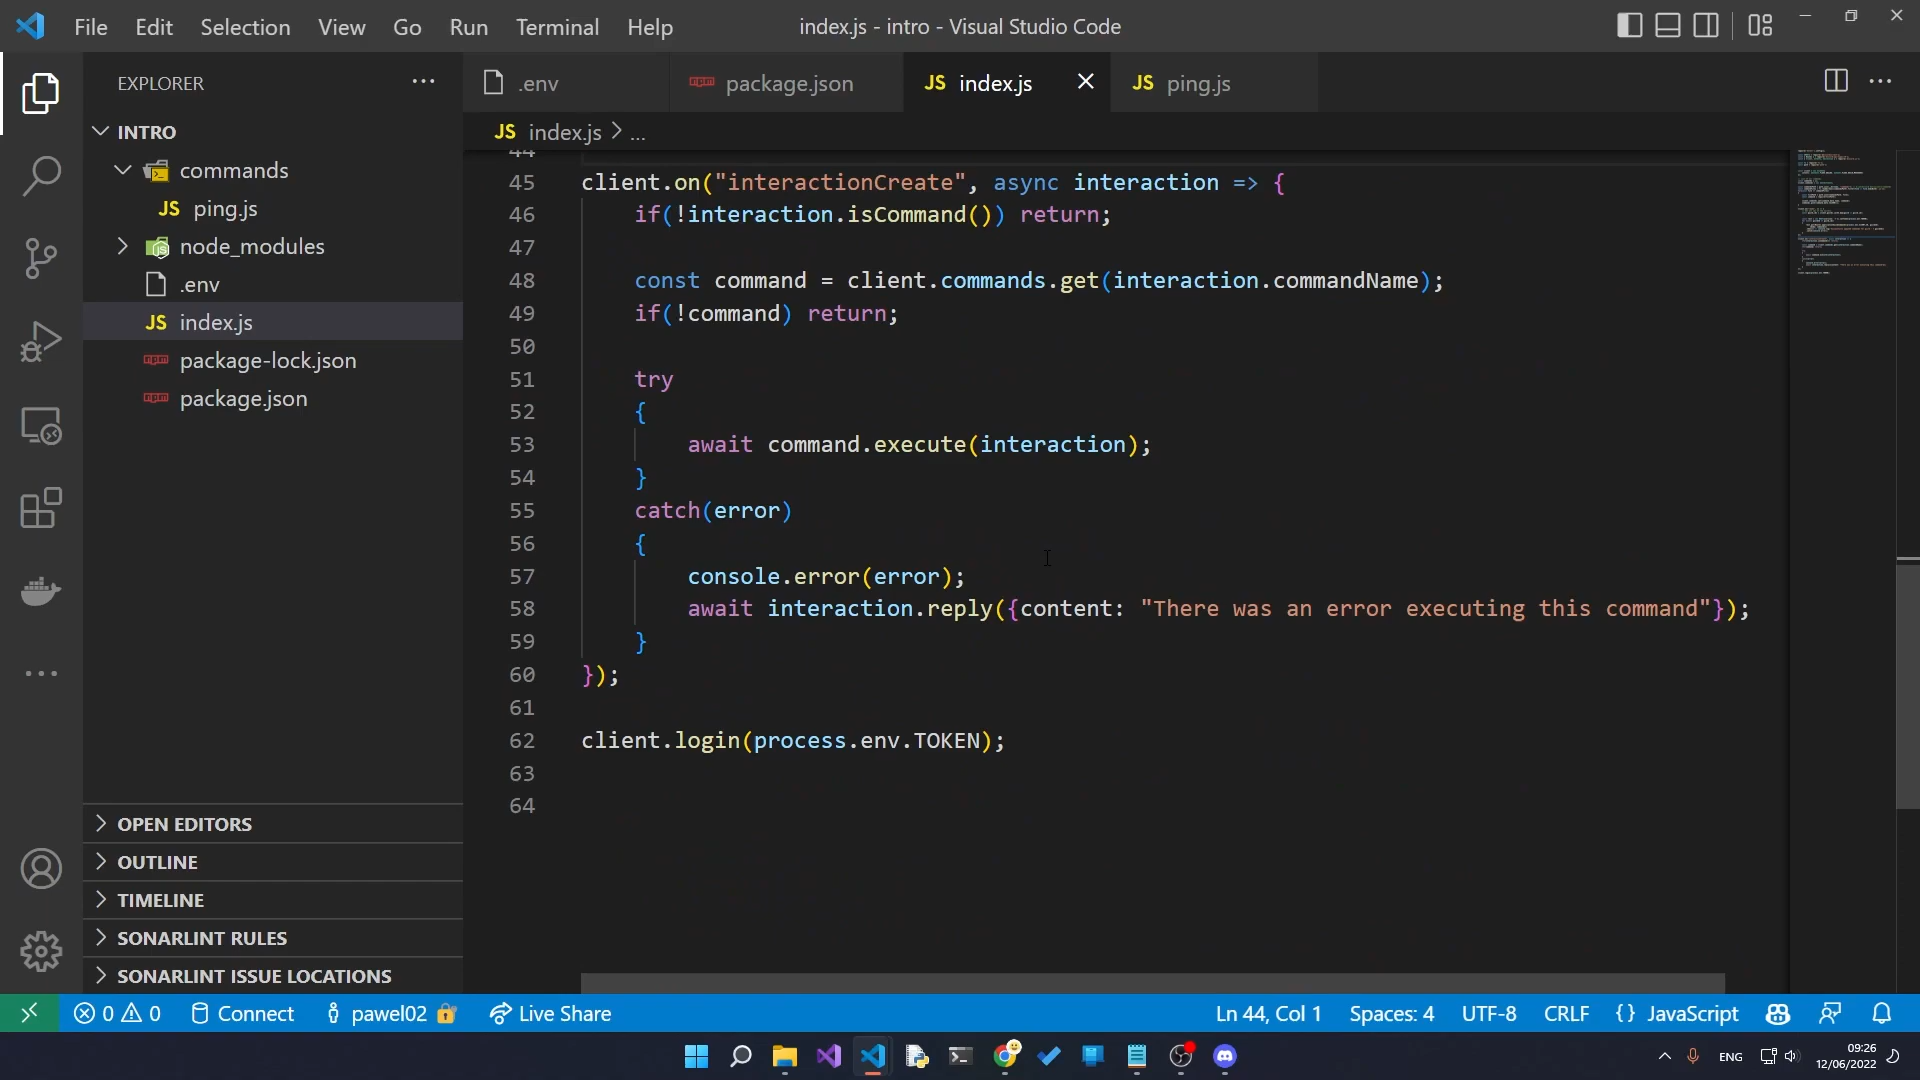 File Edit Selection View Go Run Terminal Help index.js - intro - Visual Studio Code
EXPLORER
.env package.json JS index.js JS ping.js
INTRO
JS index.js > ...
commands
JS ping.js
node_modules
.env
JS index.js
package-lock.json
package.json
OPEN EDITORS
OUTLINE
TIMELINE
SONARLINT RULES
SONARLINT ISSUE LOCATIONS
44
45 client.on("interactionCreate", async interaction => {
46 if(!interaction.isCommand()) return;
47
48 const command = client.commands.get(interaction.commandName);
49 if(!command) return;
50
51 try
52 {
53 await command.execute(interaction);
54 }
55 catch(error)
56 {
57 console.error(error);
58 await interaction.reply({content: "There was an error executing this command"});
59 }
60 });
61
62 client.login(process.env.TOKEN);
63
64
0 0 Connect pawel02 Live Share Ln 44, Col 1 Spaces: 4 UTF-8 CRLF {} JavaScript
ENG 09:26
12/06/2022